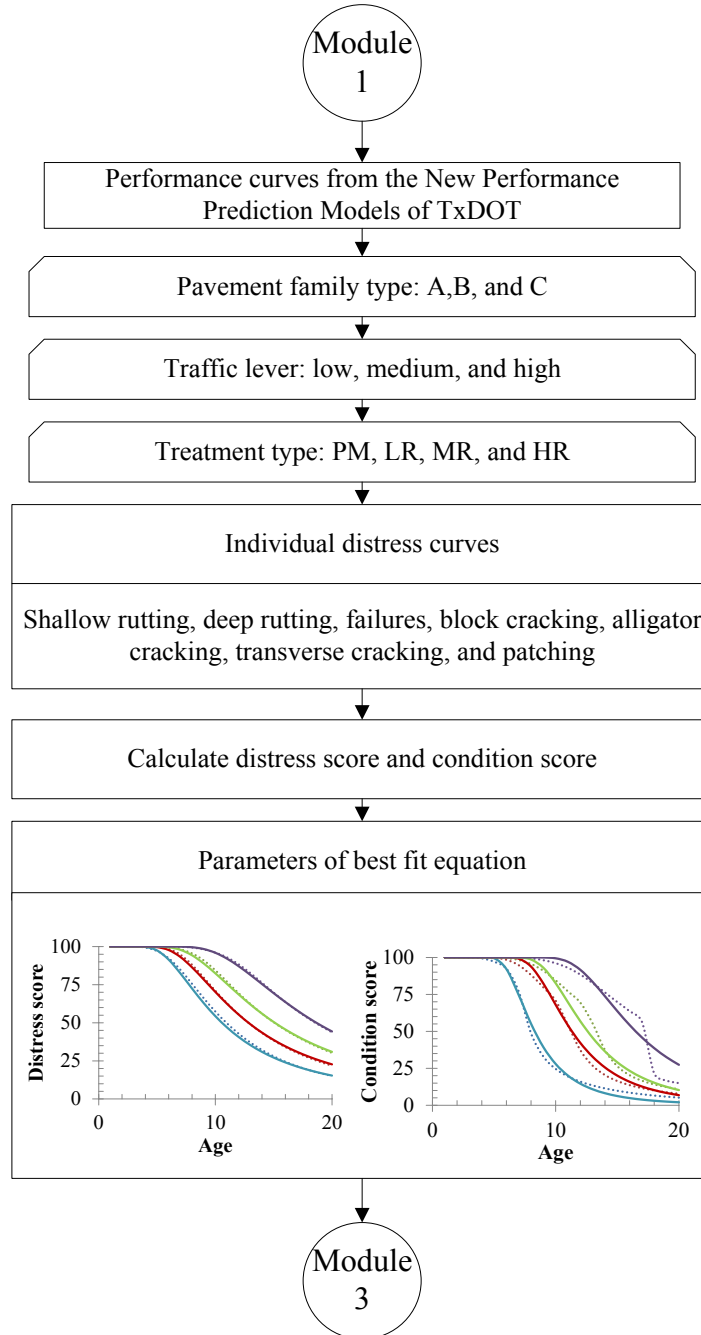 Module
1
Performance curves from the New Performance
Prediction Models of TxDOT
Pavement family type: A,B, and C
Traffic lever: low, medium, and high
Treatment type: PM, LR, MR, and HR
Individual distress curves
Shallow rutting, deep rutting, failures, block cracking, alligator
cracking, transverse cracking, and patching
Calculate distress score and condition score
Parameters of best fit equation
Distress score
100
75
50
25
0
0 10 20
Age
Condition score
100
75
50
25
0
0 10 20
Age
Module
3